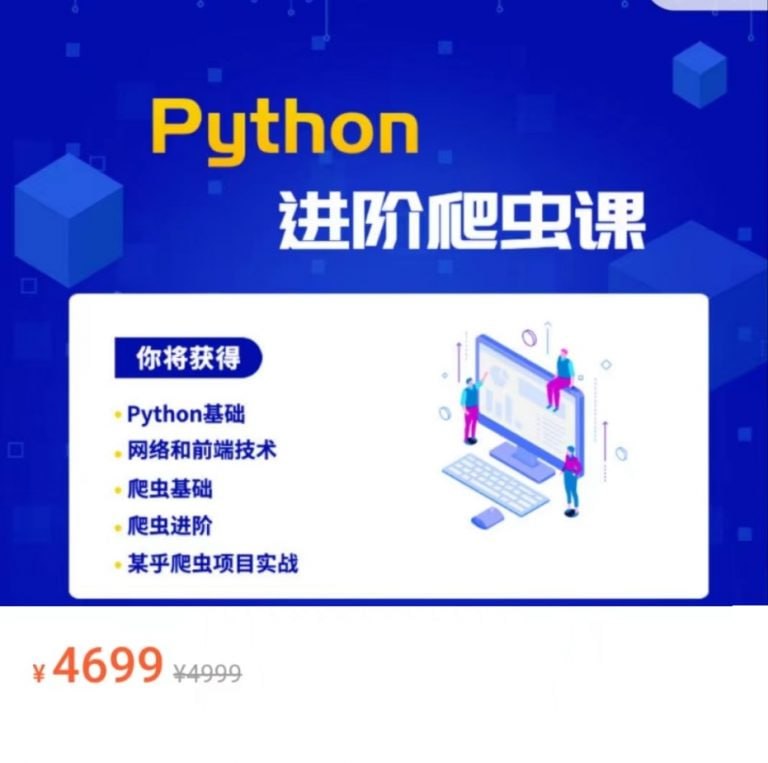 Python
进阶爬虫课
你将获得
Python基础
网络和前端技术
爬虫基础
爬虫进阶
某乎爬虫项目实战
¥4699 ¥4999